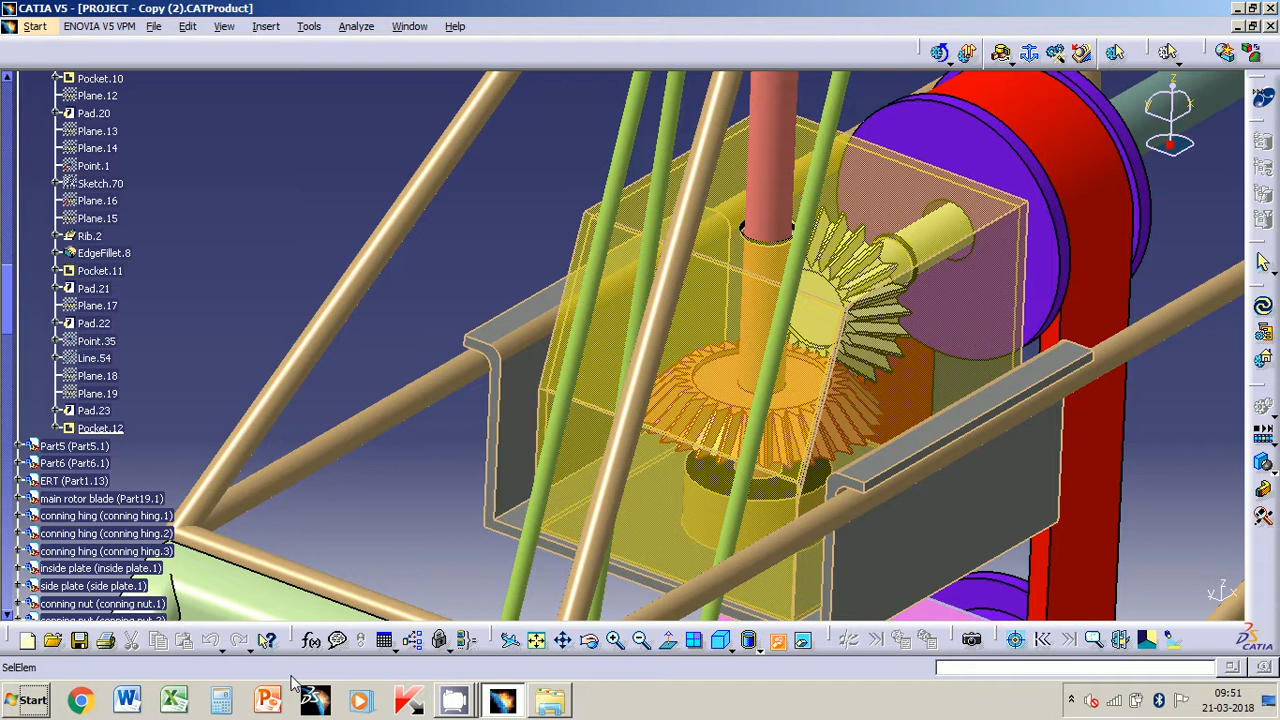 CATIA V5 - [PROJECT - Copy (2).CATProduct]
Start ENOVIA V5 VPM File Edit View Insert Tools Analyze Window Help
Pocket.10
Plane.12
Pad.20
Plane.13
Plane.14
Point.1
Sketch.70
Plane.16
Plane.15
Rib.2
EdgeFillet.8
Pocket.11
Pad.21
Plane.17
Pad.22
Point.35
Line.54
Plane.18
Plane.19
Pad.23
Pocket.12
Part5 (Part5.1)
Part6 (Part6.1)
ERT (Part1.13)
main rotor blade (Part19.1)
conning hing (conning hing.1)
conning hing (conning hing.2)
conning hing (conning hing.3)
inside plate (inside plate.1)
side plate (side plate.1)
conning nut (conning nut.1)
z
x
y
z
x
y
f(x)
CATIA
SelElem
Start
09:51
21-03-2018